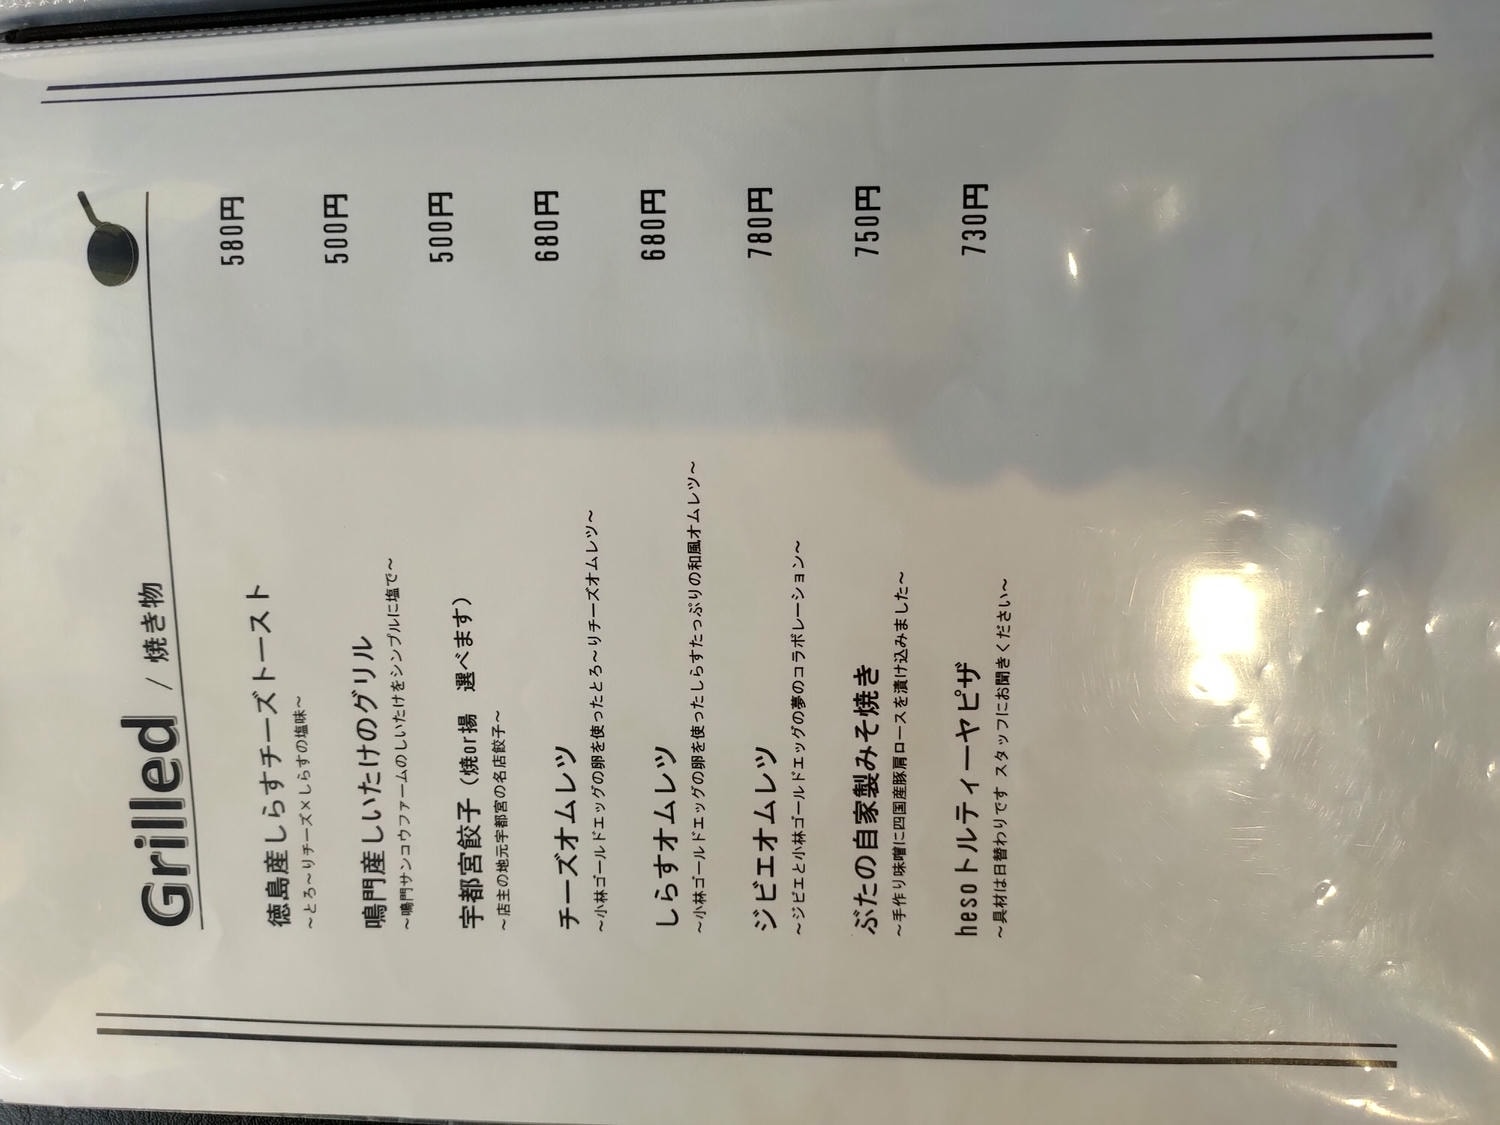 Grilled / 焼き物
徳島産しらすチーズトースト 580円
～とろ～りチーズ×しらすの塩味～
鳴門産しいたけのグリル 500円
～鳴門サンコウファームのしいたけをシンプルに塩で～
宇都宮餃子（焼or揚 選べます） 500円
～店主の地元宇都宮の名店餃子～
チーズオムレツ 680円
～小林ゴールドエッグの卵を使ったとろ～りチーズオムレツ～
しらすオムレツ 680円
～小林ゴールドエッグの卵を使ったしらすたっぷりの和風オムレツ～
ジビエオムレツ 780円
～ジビエと小林ゴールドエッグの夢のコラボレーション～
ぶたの自家製みそ焼き 750円
～手作り味噌に四国産豚肩ロースを漬け込みました～
hesoトルティーヤピザ 730円
～具材は日替わりです スタッフにお聞きください～